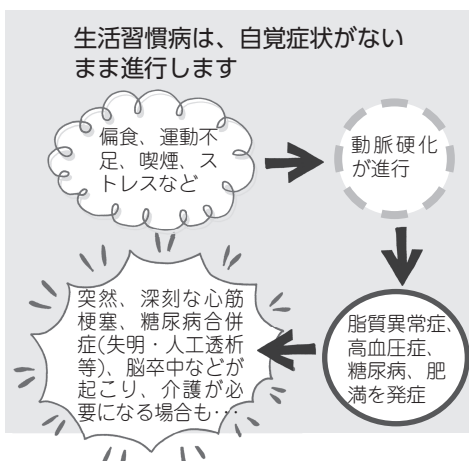 生活習慣病は、自覚症状がない
まま進行します
偏食、運動不
足、喫煙、ス
トレスなど
動脈硬化
が進行
脂質異常症、
高血圧症、
糖尿病、肥
満を発症
突然、深刻な心筋
梗塞、糖尿病合併
症(失明・人工透析
等)、脳卒中などが
起こり、介護が必
要になる場合も･･･